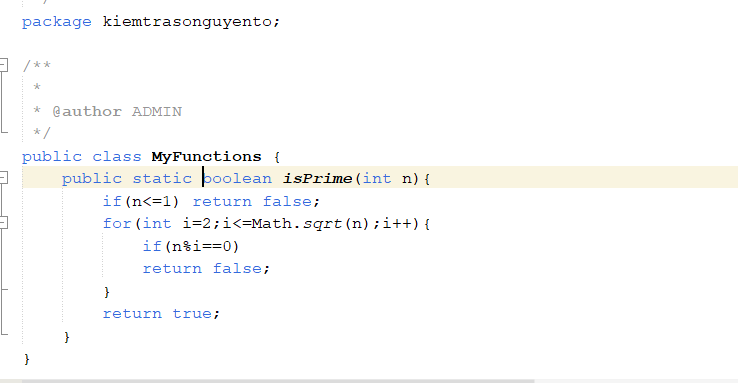 */
package kiemtrasonguyento;
/**
*
* @author ADMIN
*/
public class MyFunctions {
public static boolean isPrime(int n){
if(n<=1) return false;
for(int i=2;i<=Math.sqrt(n);i++){
if(n%i==0)
return false;
}
return true;
}
}